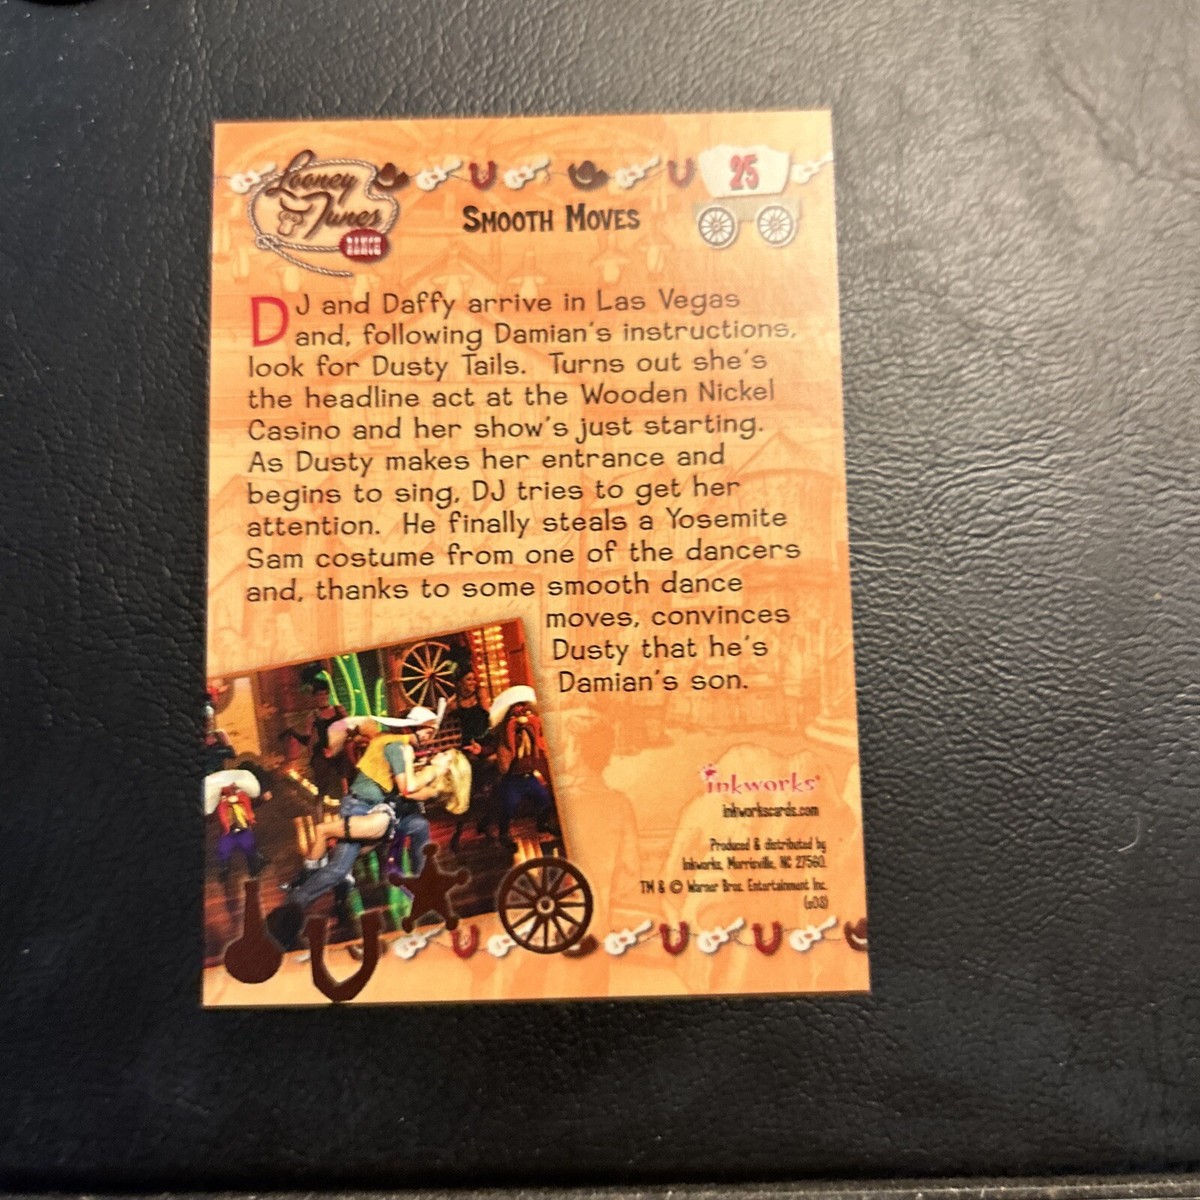 Looney
Tunes
25
SMOOTH MOVES
DJ and Daffy arrive in Las Vegas
and, following Damian's instructions,
look for Dusty Tails. Turns out she's
the headline act at the Wooden Nickel
Casino and her show's just starting.
As Dusty makes her entrance and
begins to sing, DJ tries to get her
attention. He finally steals a Yosemite
Sam costume from one of the dancers
and, thanks to some smooth dance
moves, convinces
Dusty that he's
Damian's son.
inkworks
inkworkscards.com
Produced & distributed by
Inkworks, Morrisville, NC 27560.
TM & © Warner Bros. Entertainment Inc.
(s03)